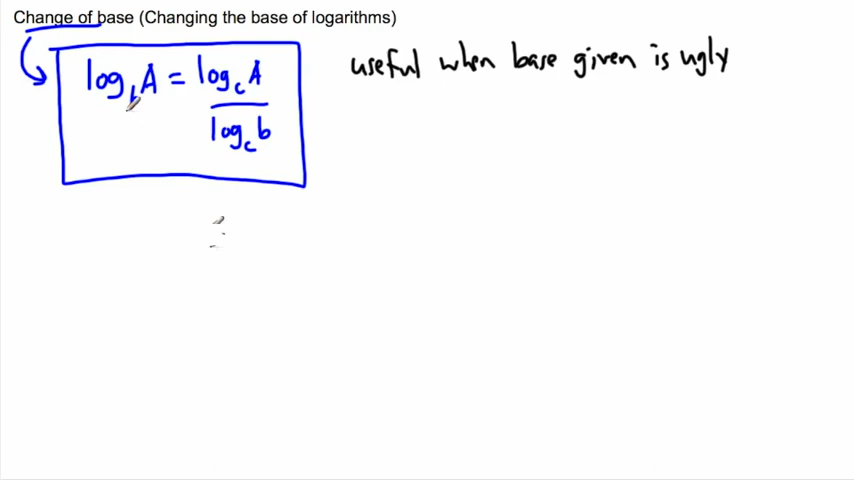 Change of base (Changing the base of logarithms)
useful when base given is ugly
log_b A = log_c A
log_c b